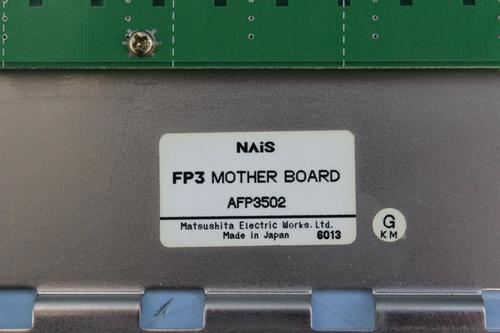 NAiS
FP3 MOTHER BOARD
AFP3502
Matsushita Electric Works, Ltd.
Made in Japan 6013
G
KM